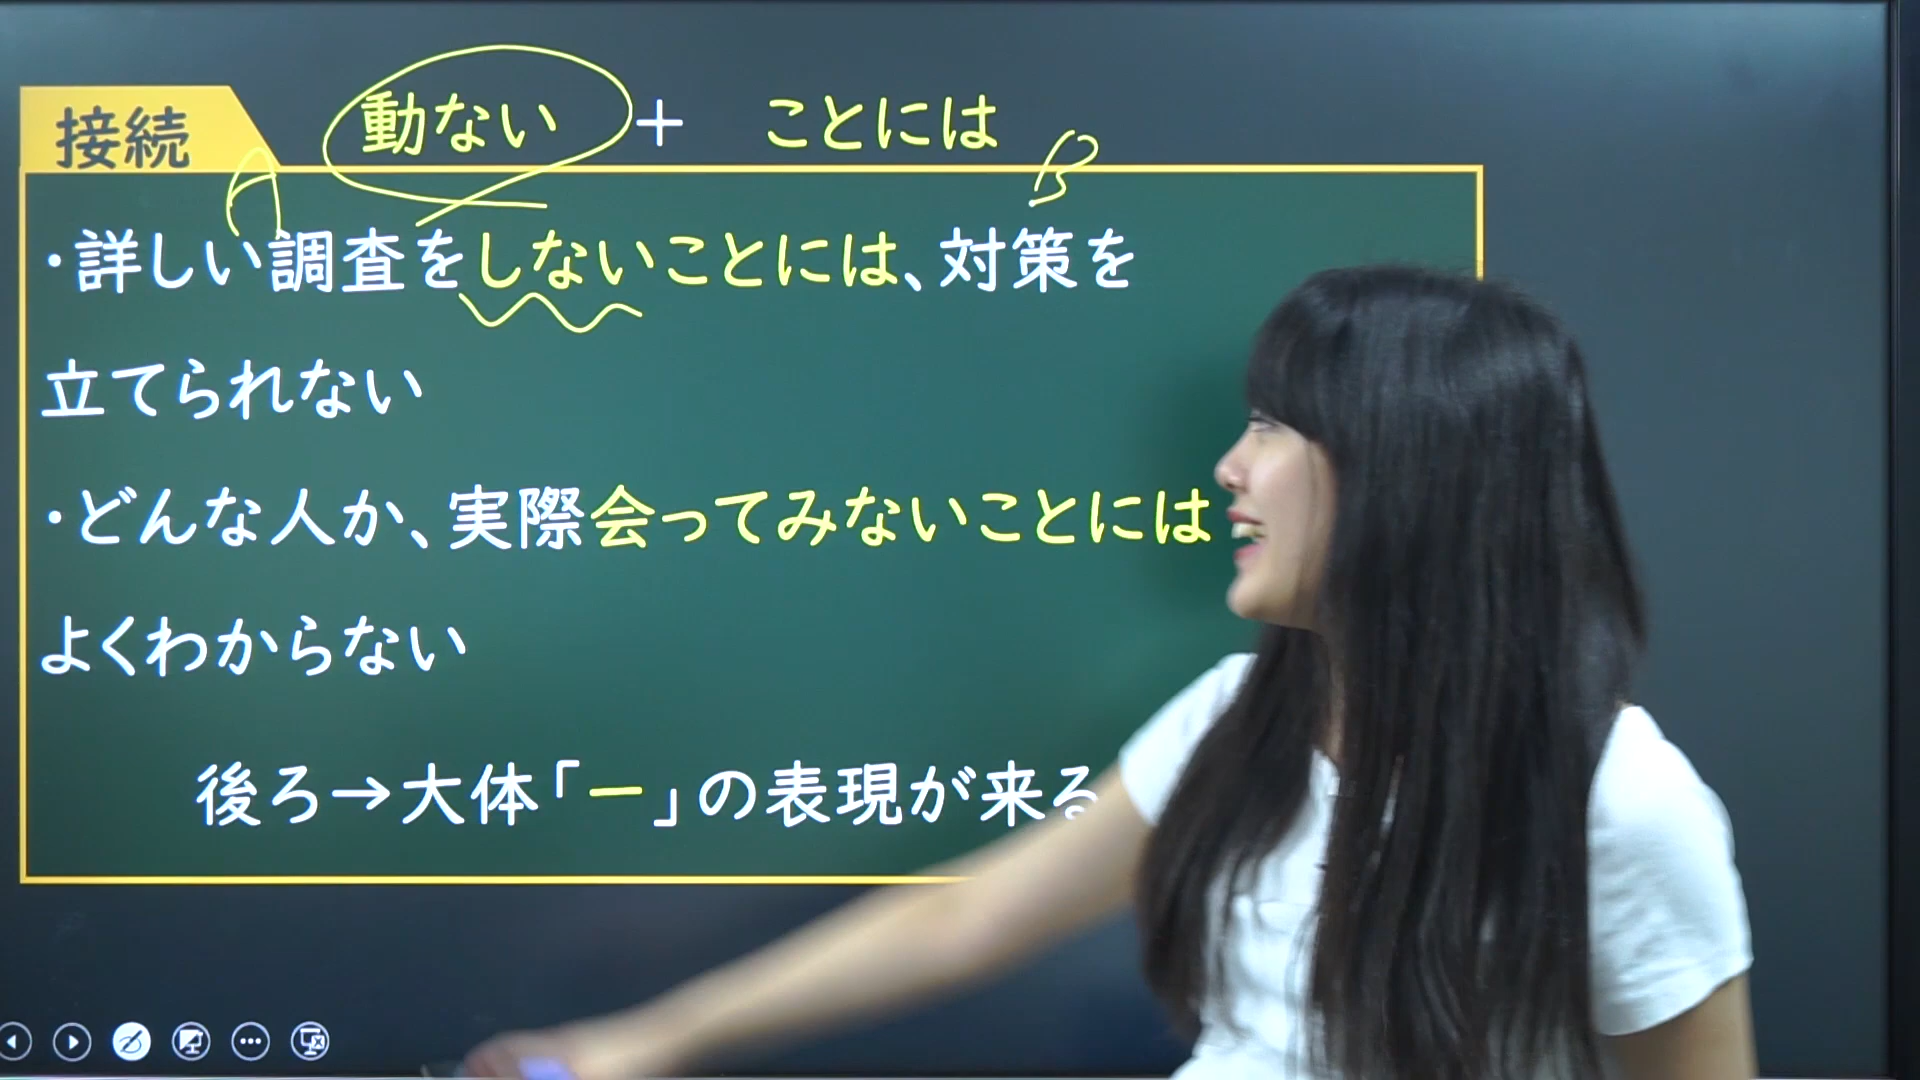 接続
動ない + ことには
A
B
・詳しい調査をしないことには、対策を
立てられない
・どんな人か、実際会ってみないことには
よくわからない
後ろ→大体「ー」の表現が来る